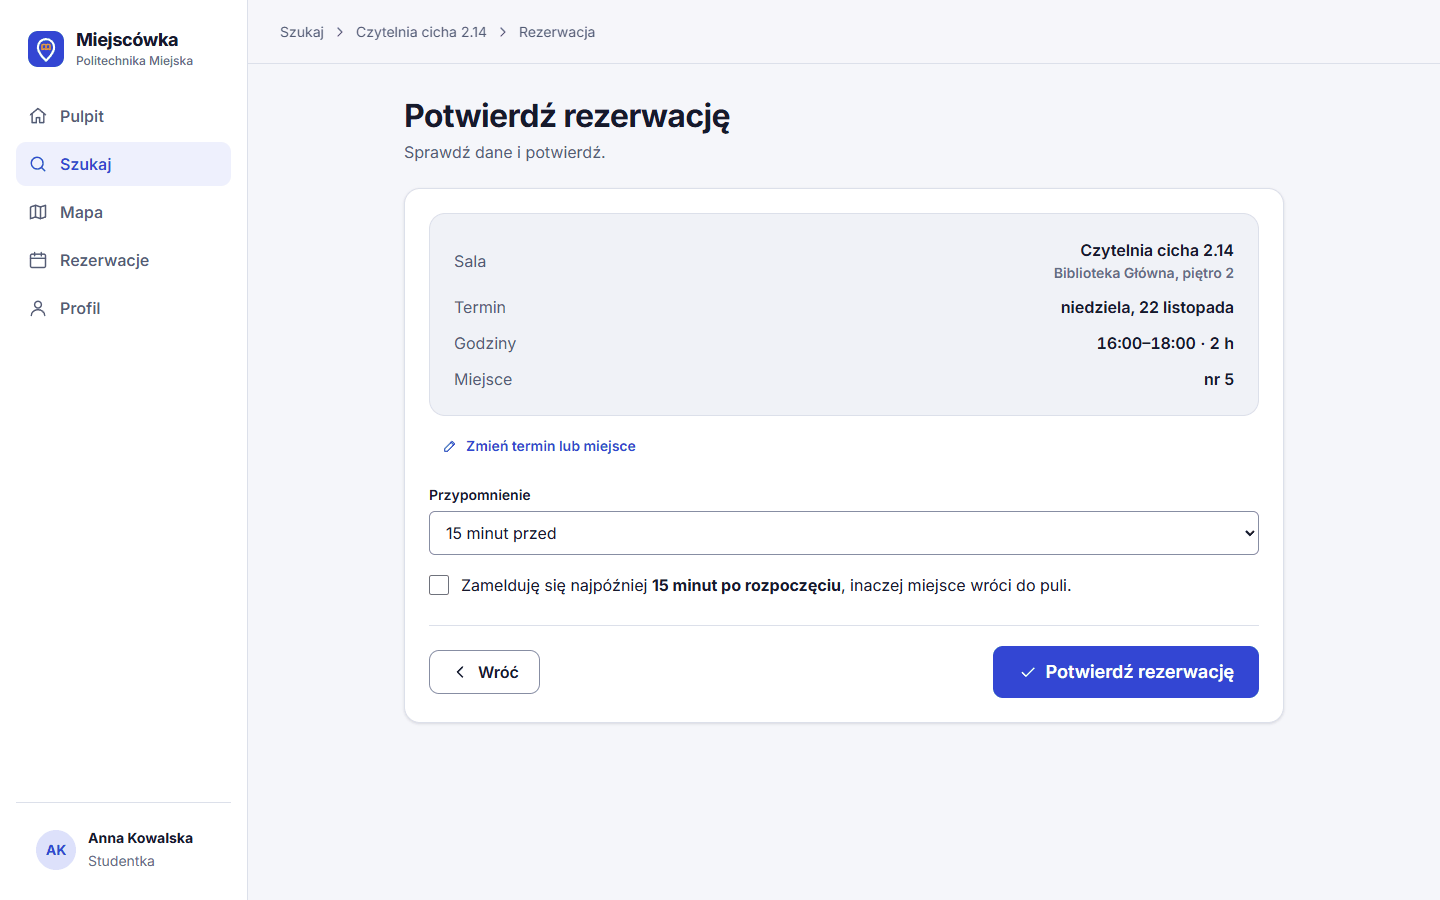 Miejscówka
Politechnika Miejska
Pulpit
Szukaj
Mapa
Rezerwacje
Profil
Anna Kowalska
AK
Studentka
Szukaj > Czytelnia cicha 2.14 > Rezerwacja
Potwierdź rezerwację
Sprawdź dane i potwierdź.
Sala
Czytelnia cicha 2.14
Biblioteka Główna, piętro 2
Termin niedziela, 22 listopada
Godziny 16:00–18:00 · 2 h
Miejsce nr 5
Zmień termin lub miejsce
Przypomnienie
15 minut przed
Zamelduję się najpóźniej 15 minut po rozpoczęciu, inaczej miejsce wróci do puli.
Wróć
Potwierdź rezerwację